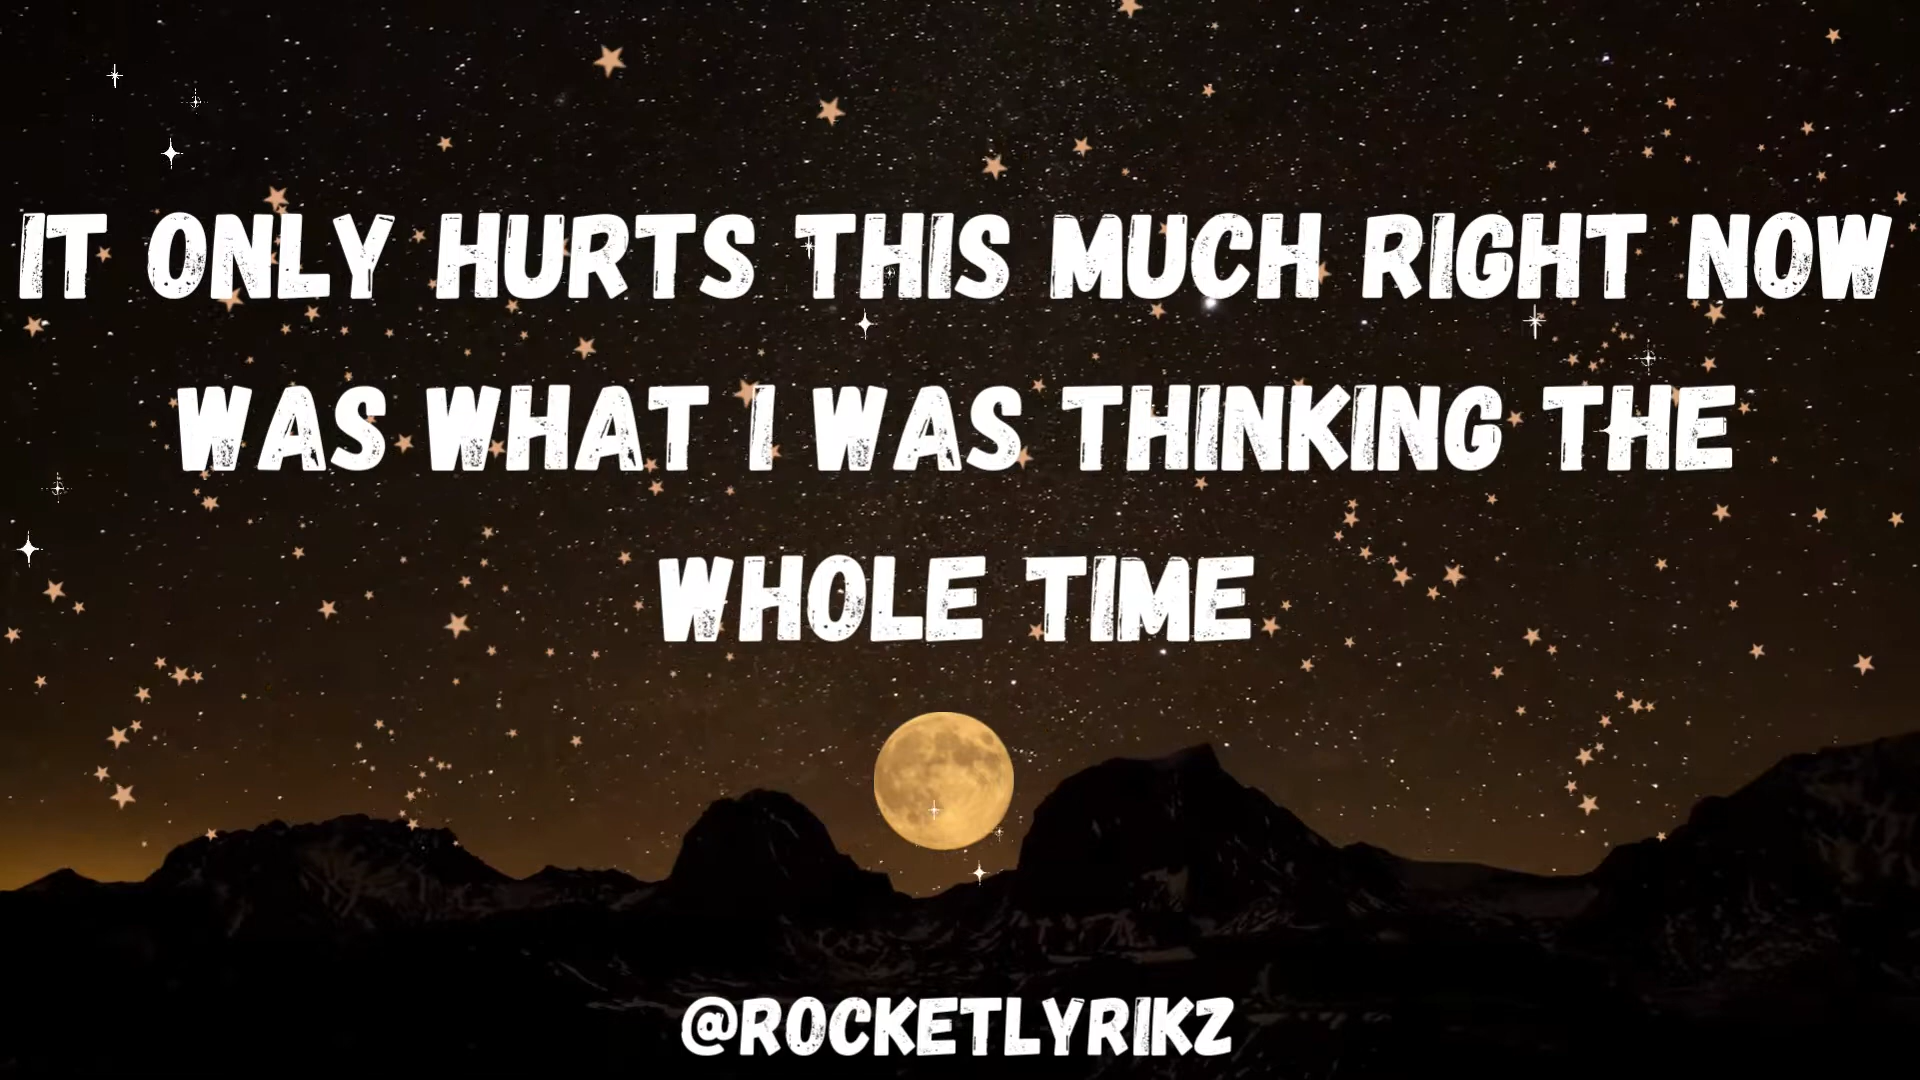 IT ONLY HURTS THIS MUCH RIGHT NOW
WAS WHAT I WAS THINKING THE
WHOLE TIME
@ROCKETLYRIKZ